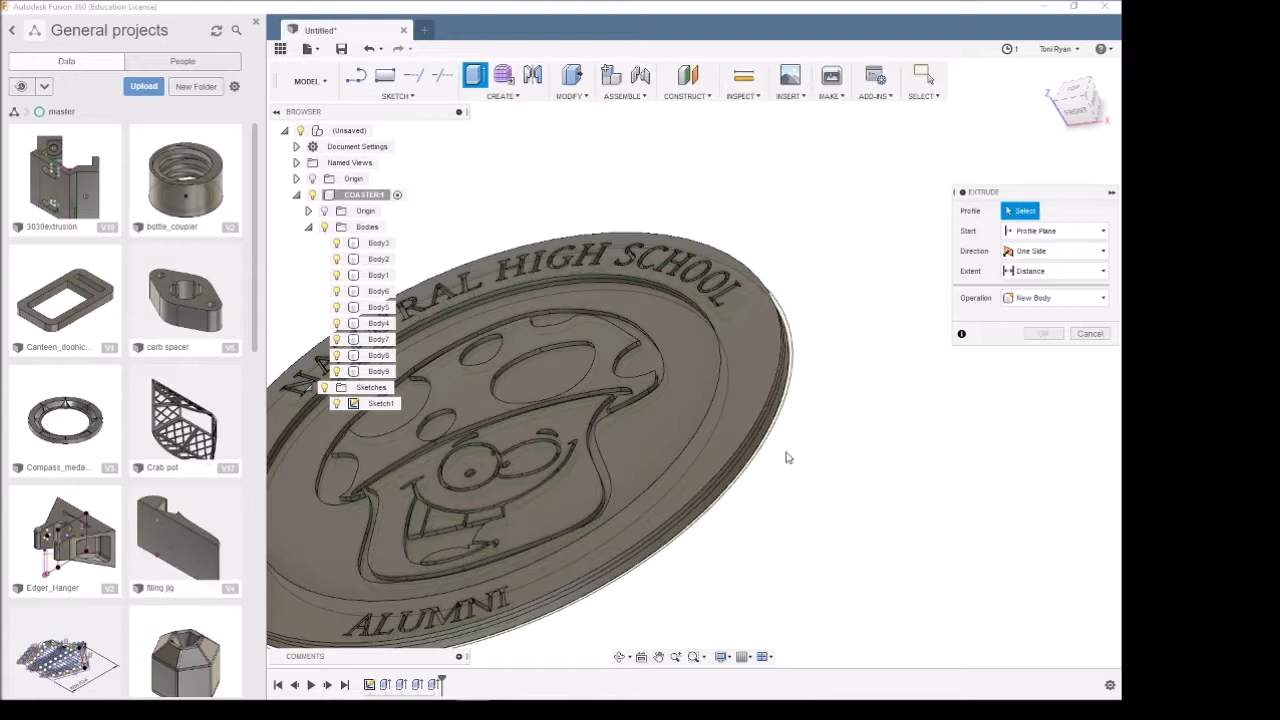 Autodesk Fusion 360 (Education License)
General projects
Data People
Upload New Folder
master
3030extrusion V10
bottle_coupler V2
Canteen_doohic... V1
carb spacer V5
Compass_meda... V3
Crab pot V17
Edger_Hanger V2
filing jig V4
Untitled*
1 Toni Ryan
MODEL
SKETCH CREATE MODIFY ASSEMBLE CONSTRUCT INSPECT INSERT MAKE ADD-INS SELECT
BROWSER
(Unsaved)
Document Settings
Named Views
Origin
COASTER:1
Origin
Bodies
Body3
Body2
Body1
Body6
Body5
Body4
Body7
Body8
Body9
Sketches
Sketch1
RAL HIGH SCHOOL
ALUMNI
TOP
FRONT
Z
X
EXTRUDE
Profile Select
Start Profile Plane
Direction One Side
Extent Distance
Operation New Body
OK Cancel
COMMENTS